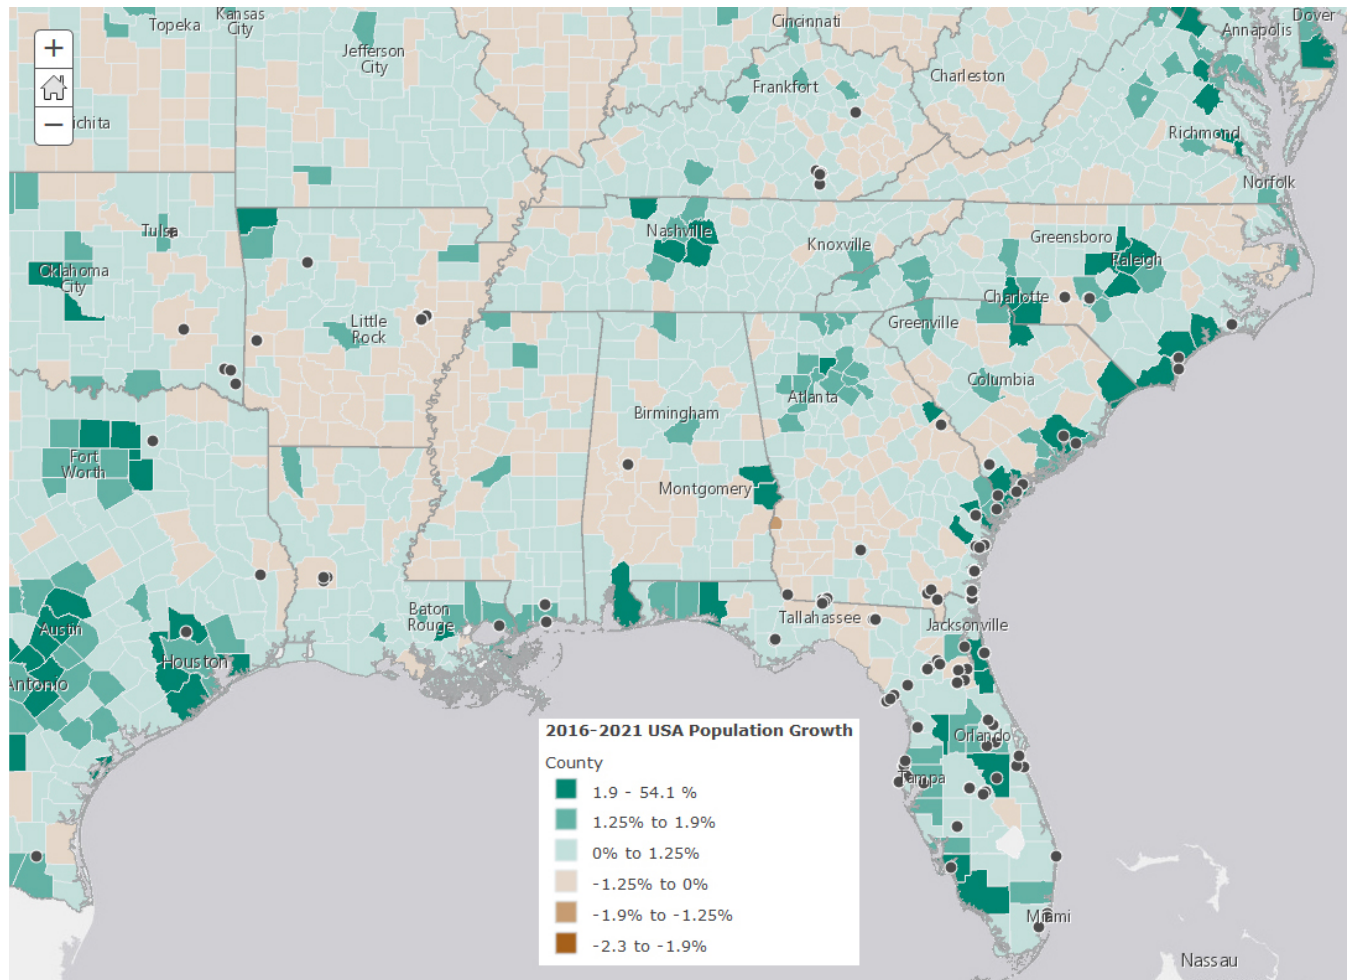 Topeka
Kansas
City
Cincinnati
Dover
Annapolis
+
Jefferson
City
Frankfort
Charleston
−
ichita
Richmond
Norfolk
Tulsa
Nashville
Knoxville
Greensboro
Raleigh
Oklahoma
City
Charlotte
Little
Rock
Greenville
Columbia
Atlanta
Birmingham
Fort
Worth
Montgomery
Austin
Baton
Rouge
Tallahassee
Jacksonville
Houston
Antonio
Orlando
Tampa
Miami
Nassau
2016-2021 USA Population Growth
County
1.9 - 54.1 %
1.25% to 1.9%
0% to 1.25%
-1.25% to 0%
-1.9% to -1.25%
-2.3 to -1.9%